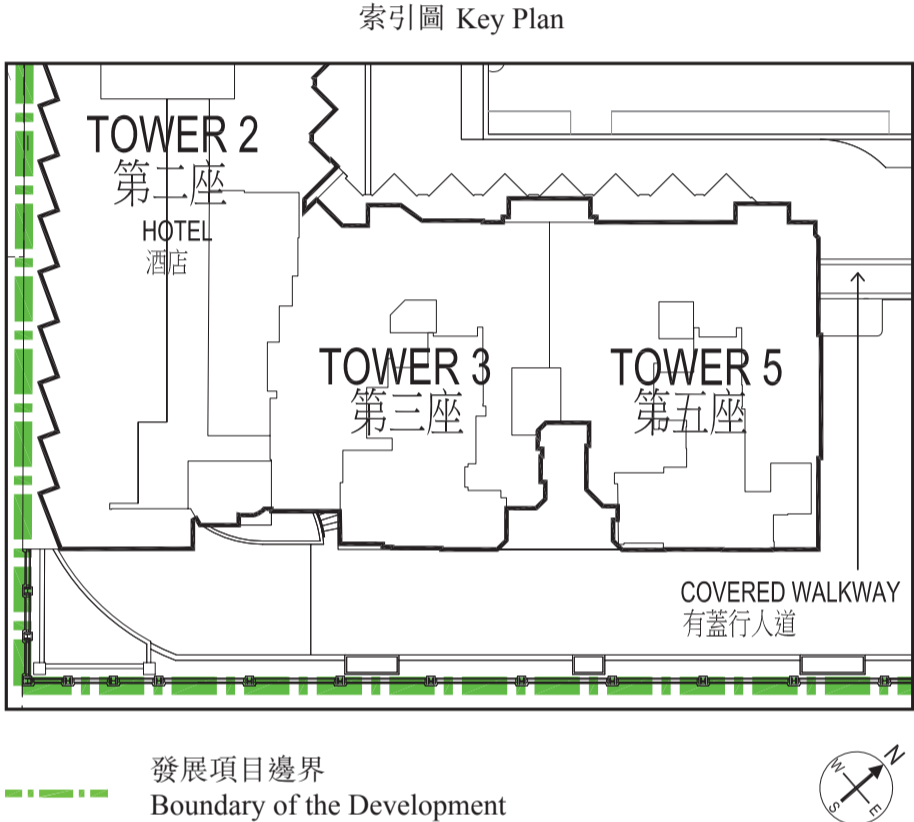 索引圖 Key Plan
TOWER 2
第二座
HOTEL
酒店
TOWER 3
第三座
TOWER 5
第五座
COVERED WALKWAY
有蓋行人道
發展項目邊界
Boundary of the Development
N
W
S
E